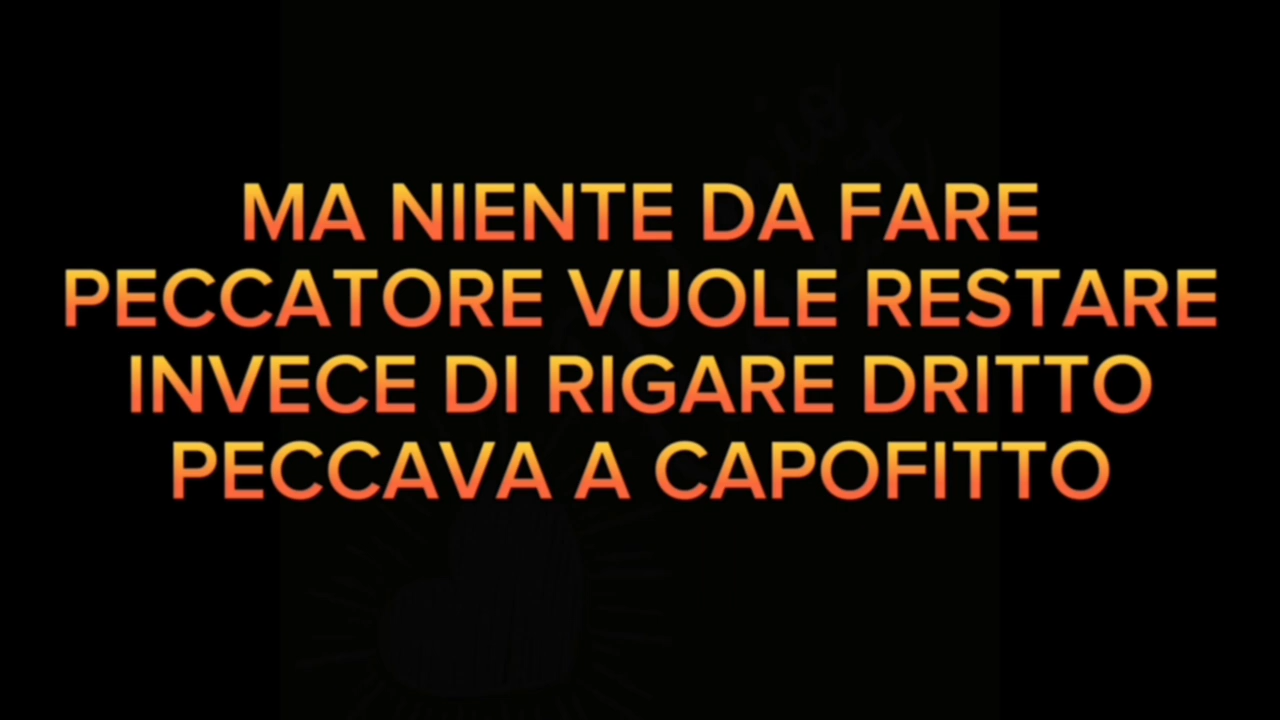 MA NIENTE DA FARE
PECCATORE VUOLE RESTARE
INVECE DI RIGARE DRITTO
PECCAVA A CAPOFITTO